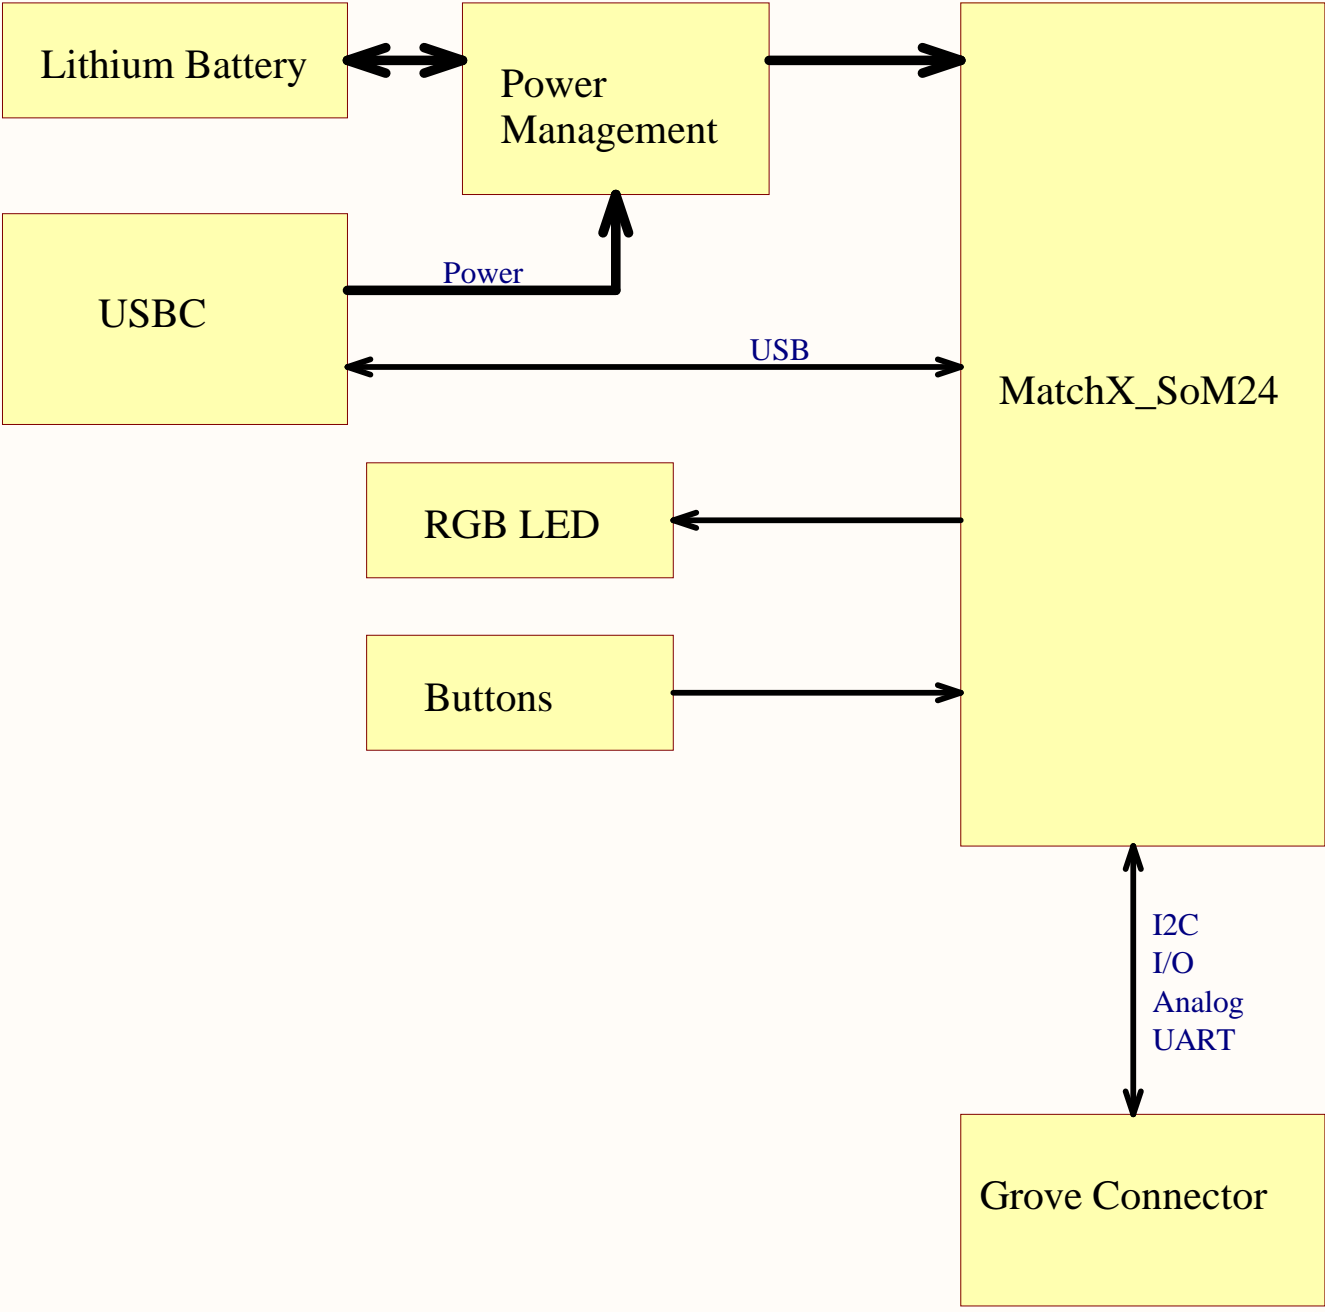 Lithium Battery
Power
Management
Power
USBC
USB
MatchX_SoM24
RGB LED
Buttons
I2C
I/O
Analog
UART
Grove Connector